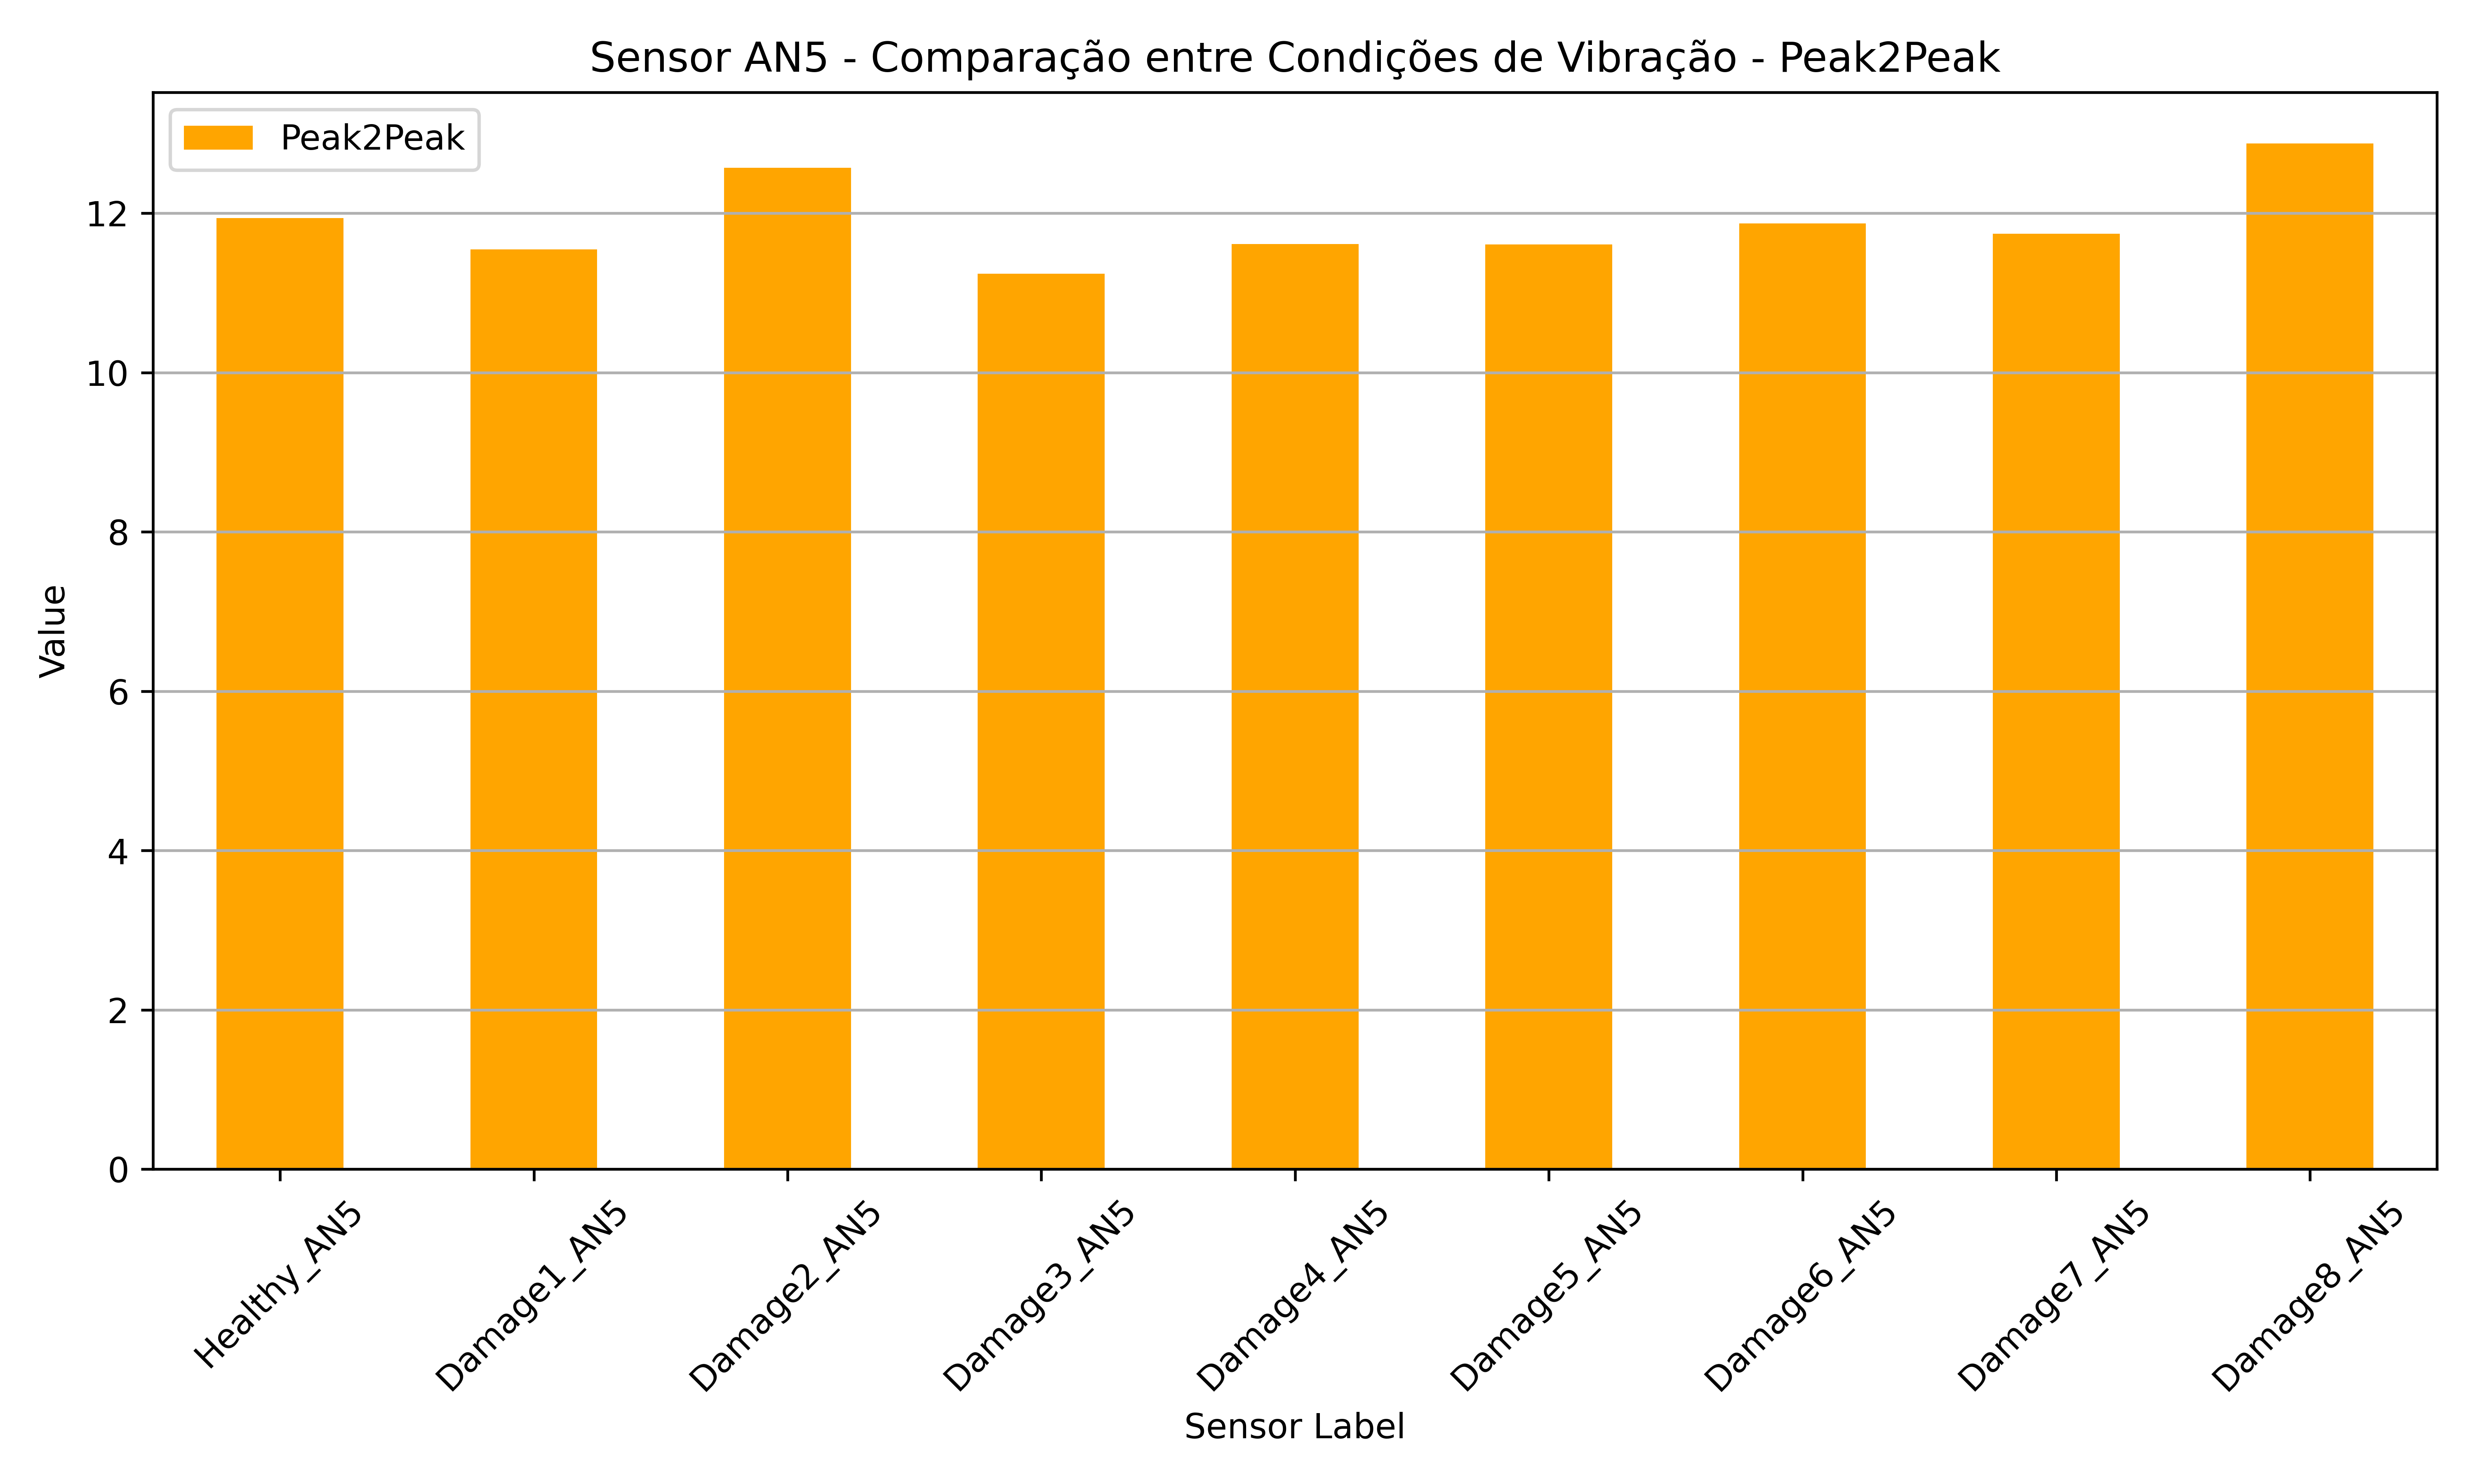 Sensor AN5 - Comparação entre Condições de Vibração - Peak2Peak
Peak2Peak
12
10
8
6
4
2
0
Value
Healthy_AN5
Damage1_AN5
Damage2_AN5
Damage3_AN5
Damage4_AN5
Damage5_AN5
Damage6_AN5
Damage7_AN5
Damage8_AN5
Sensor Label